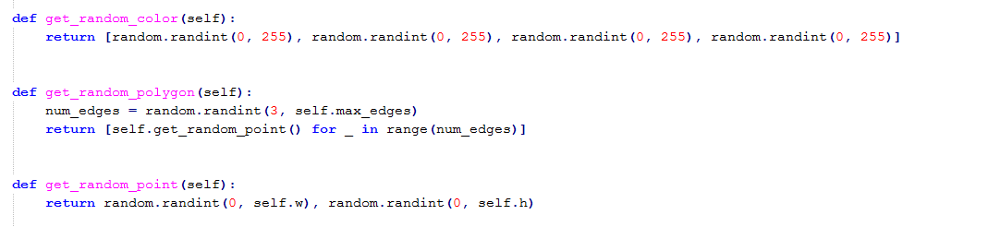 def get_random_color(self):
    return [random.randint(0, 255), random.randint(0, 255), random.randint(0, 255), random.randint(0, 255)]
def get_random_polygon(self):
    num_edges = random.randint(3, self.max_edges)
    return [self.get_random_point() for _ in range(num_edges)]
def get_random_point(self):
    return random.randint(0, self.w), random.randint(0, self.h)